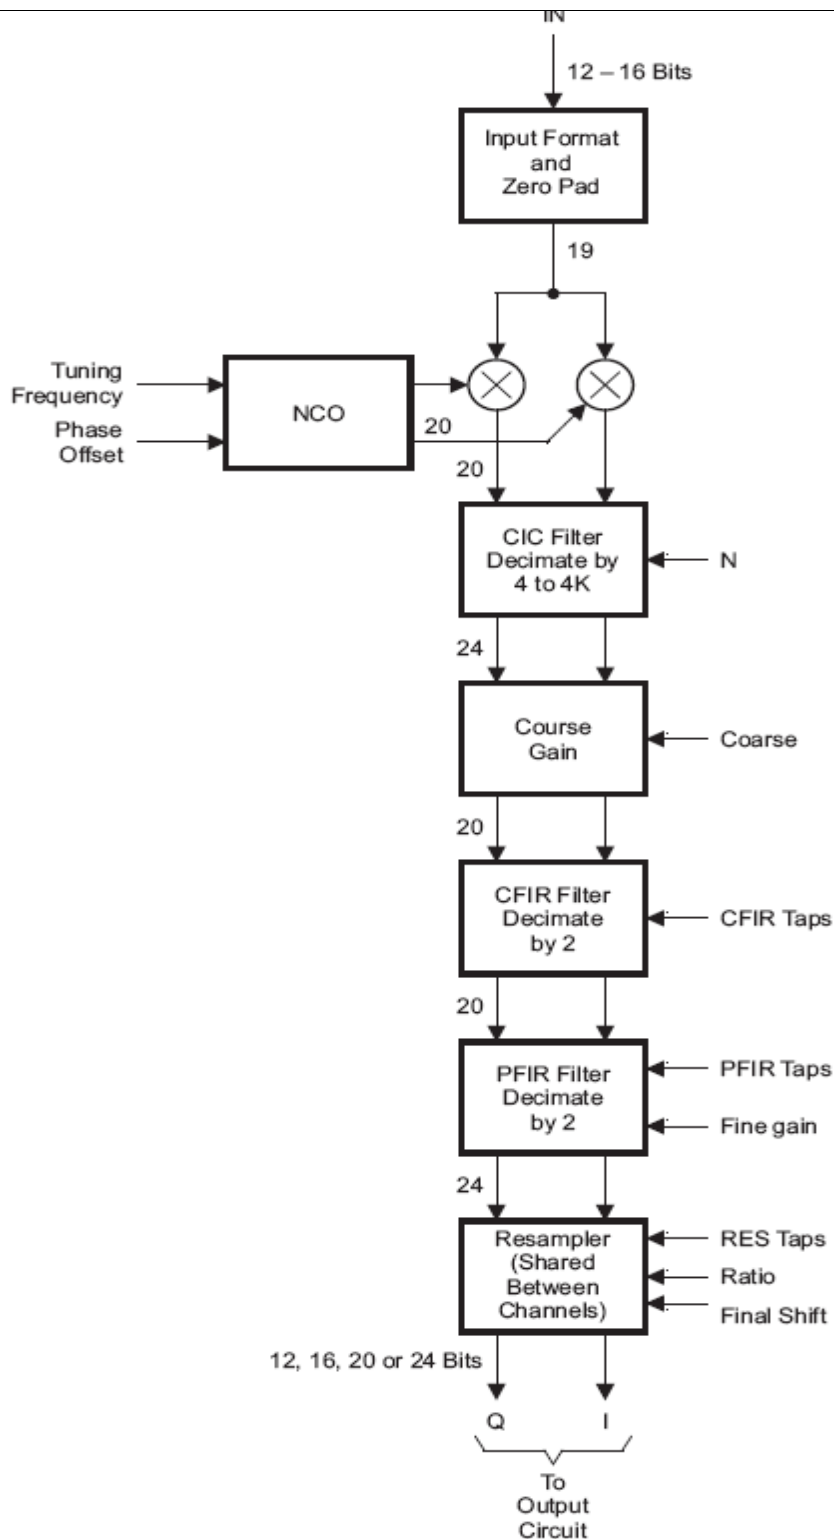 IN
12 – 16 Bits
Input Format
and
Zero Pad
19
Tuning
Frequency
Phase
Offset
NCO
20
20
CIC Filter
Decimate by
4 to 4K
N
24
Course
Gain
Coarse
20
CFIR Filter
Decimate
by 2
CFIR Taps
20
PFIR Filter
Decimate
by 2
PFIR Taps
Fine gain
24
Resampler
(Shared
Between
Channels)
RES Taps
Ratio
Final Shift
12, 16, 20 or 24 Bits
Q
I
To
Output
Circuit